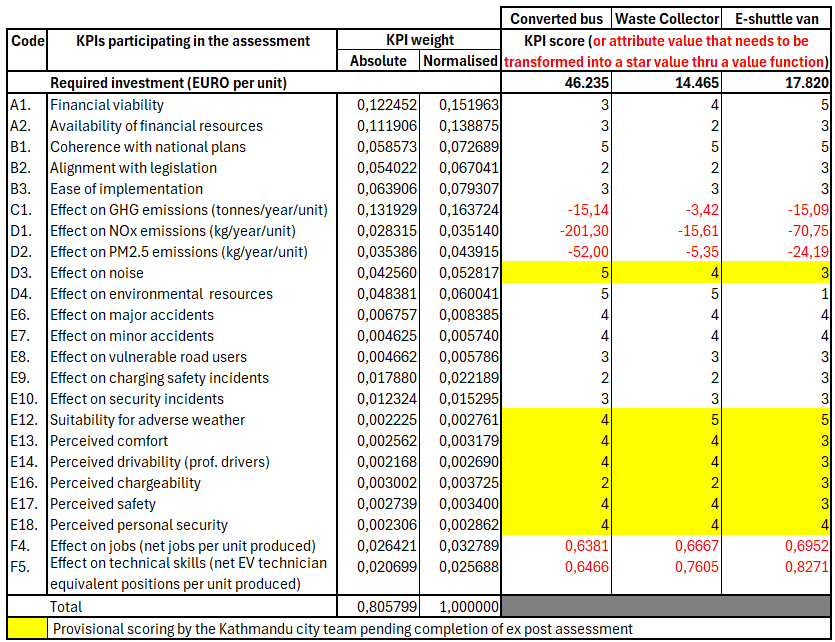 Converted bus Waste Collector E-shuttle van
Code KPIs participating in the assessment KPI weight KPI score (or attribute value that needs to be
Absolute Normalised transformed into a star value thru a value function)
Required investment (EURO per unit) 46.235 14.465 17.820
A1. Financial viability 0,122452 0,151963 3 4 5
A2. Availability of financial resources 0,111906 0,138875 3 2 3
B1. Coherence with national plans 0,058573 0,072689 5 5 5
B2. Alignment with legislation 0,054022 0,067041 2 2 3
B3. Ease of implementation 0,063906 0,079307 3 3 3
C1. Effect on GHG emissions (tonnes/year/unit) 0,131929 0,163724 -15,14 -3,42 -15,09
D1. Effect on NOx emissions (kg/year/unit) 0,028315 0,035140 -201,30 -15,61 -70,75
D2. Effect on PM2.5 emissions (kg/year/unit) 0,035386 0,043915 -52,00 -5,35 -24,19
D3. Effect on noise 0,042560 0,052817 5 4 3
D4. Effect on environmental resources 0,048381 0,060041 5 5 1
E6. Effect on major accidents 0,006757 0,008385 4 4 4
E7. Effect on minor accidents 0,004625 0,005740 4 4 4
E8. Effect on vulnerable road users 0,004662 0,005786 3 3 3
E9. Effect on charging safety incidents 0,017880 0,022189 2 2 3
E10. Effect on security incidents 0,012324 0,015295 3 3 3
E12. Suitability for adverse weather 0,002225 0,002761 4 5 5
E13. Perceived comfort 0,002562 0,003179 4 4 3
E14. Perceived drivability (prof. drivers) 0,002168 0,002690 4 4 3
E16. Perceived chargeability 0,003002 0,003725 2 2 3
E17. Perceived safety 0,002739 0,003400 4 4 3
E18. Perceived personal security 0,002306 0,002862 4 4 4
F4. Effect on jobs (net jobs per unit produced) 0,026421 0,032789 0,6381 0,6667 0,6952
F5. Effect on technical skills (net EV technician 0,020699 0,025688 0,6466 0,7605 0,8271
equivalent positions per unit produced)
Total 0,805799 1,000000
Provisional scoring by the Kathmandu city team pending completion of ex post assessment